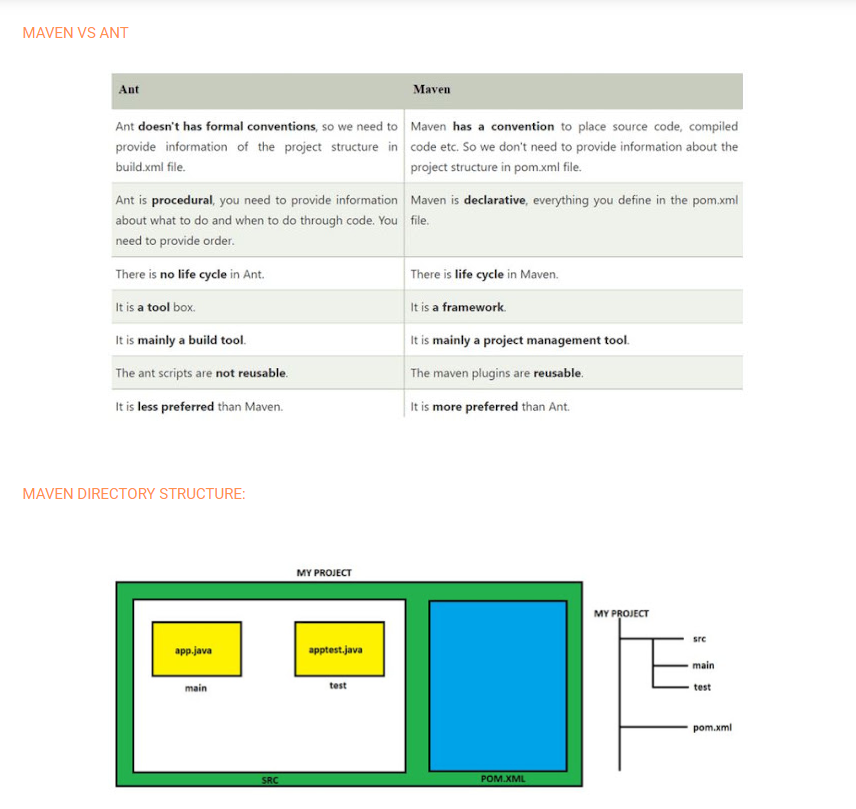 MAVEN VS ANT
Ant
Maven
Ant doesn't has formal conventions, so we need to
provide information of the project structure in
build.xml file.
Maven has a convention to place source code, compiled
code etc. So we don't need to provide information about the
project structure in pom.xml file.
Ant is procedural, you need to provide information
about what to do and when to do through code. You
need to provide order.
Maven is declarative, everything you define in the pom.xml
file.
There is no life cycle in Ant.
There is life cycle in Maven.
It is a tool box.
It is a framework.
It is mainly a build tool.
It is mainly a project management tool.
The ant scripts are not reusable.
The maven plugins are reusable.
It is less preferred than Maven.
It is more preferred than Ant.
MAVEN DIRECTORY STRUCTURE:
MY PROJECT
app.java
main
apptest.java
test
SRC
POM.XML
MY PROJECT
src
main
test
pom.xml